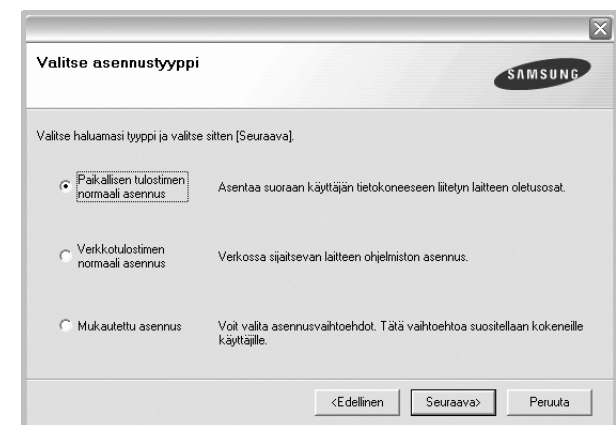 Valitse asennustyyppi
SAMSUNG
Valitse haluamasi tyyppi ja valitse sitten [Seuraava].
Paikallisen tulostimen
normaali asennus
Asentaa suoraan käyttäjän tietokoneeseen liitetyn laitteen oletusosat.
Verkkotulostimen
normaali asennus
Verkossa sijaitsevan laitteen ohjelmiston asennus.
Mukautettu asennus
Voit valita asennusvaihtoehdot. Tätä vaihtoehtoa suositellaan kokeneille
käyttäjille.
<Edellinen
Seuraava>
Peruuta